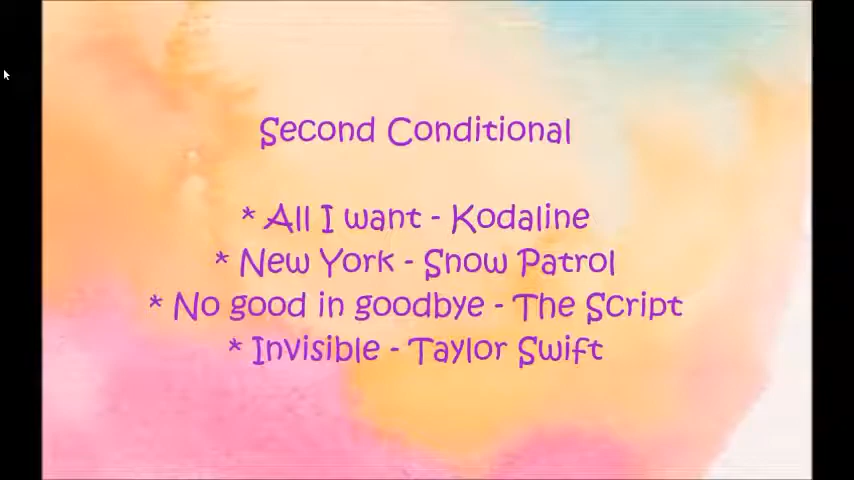 Second Conditional
* All I want - Kodaline
* New York - Snow Patrol
* No good in goodbye - The Script
* Invisible - Taylor Swift